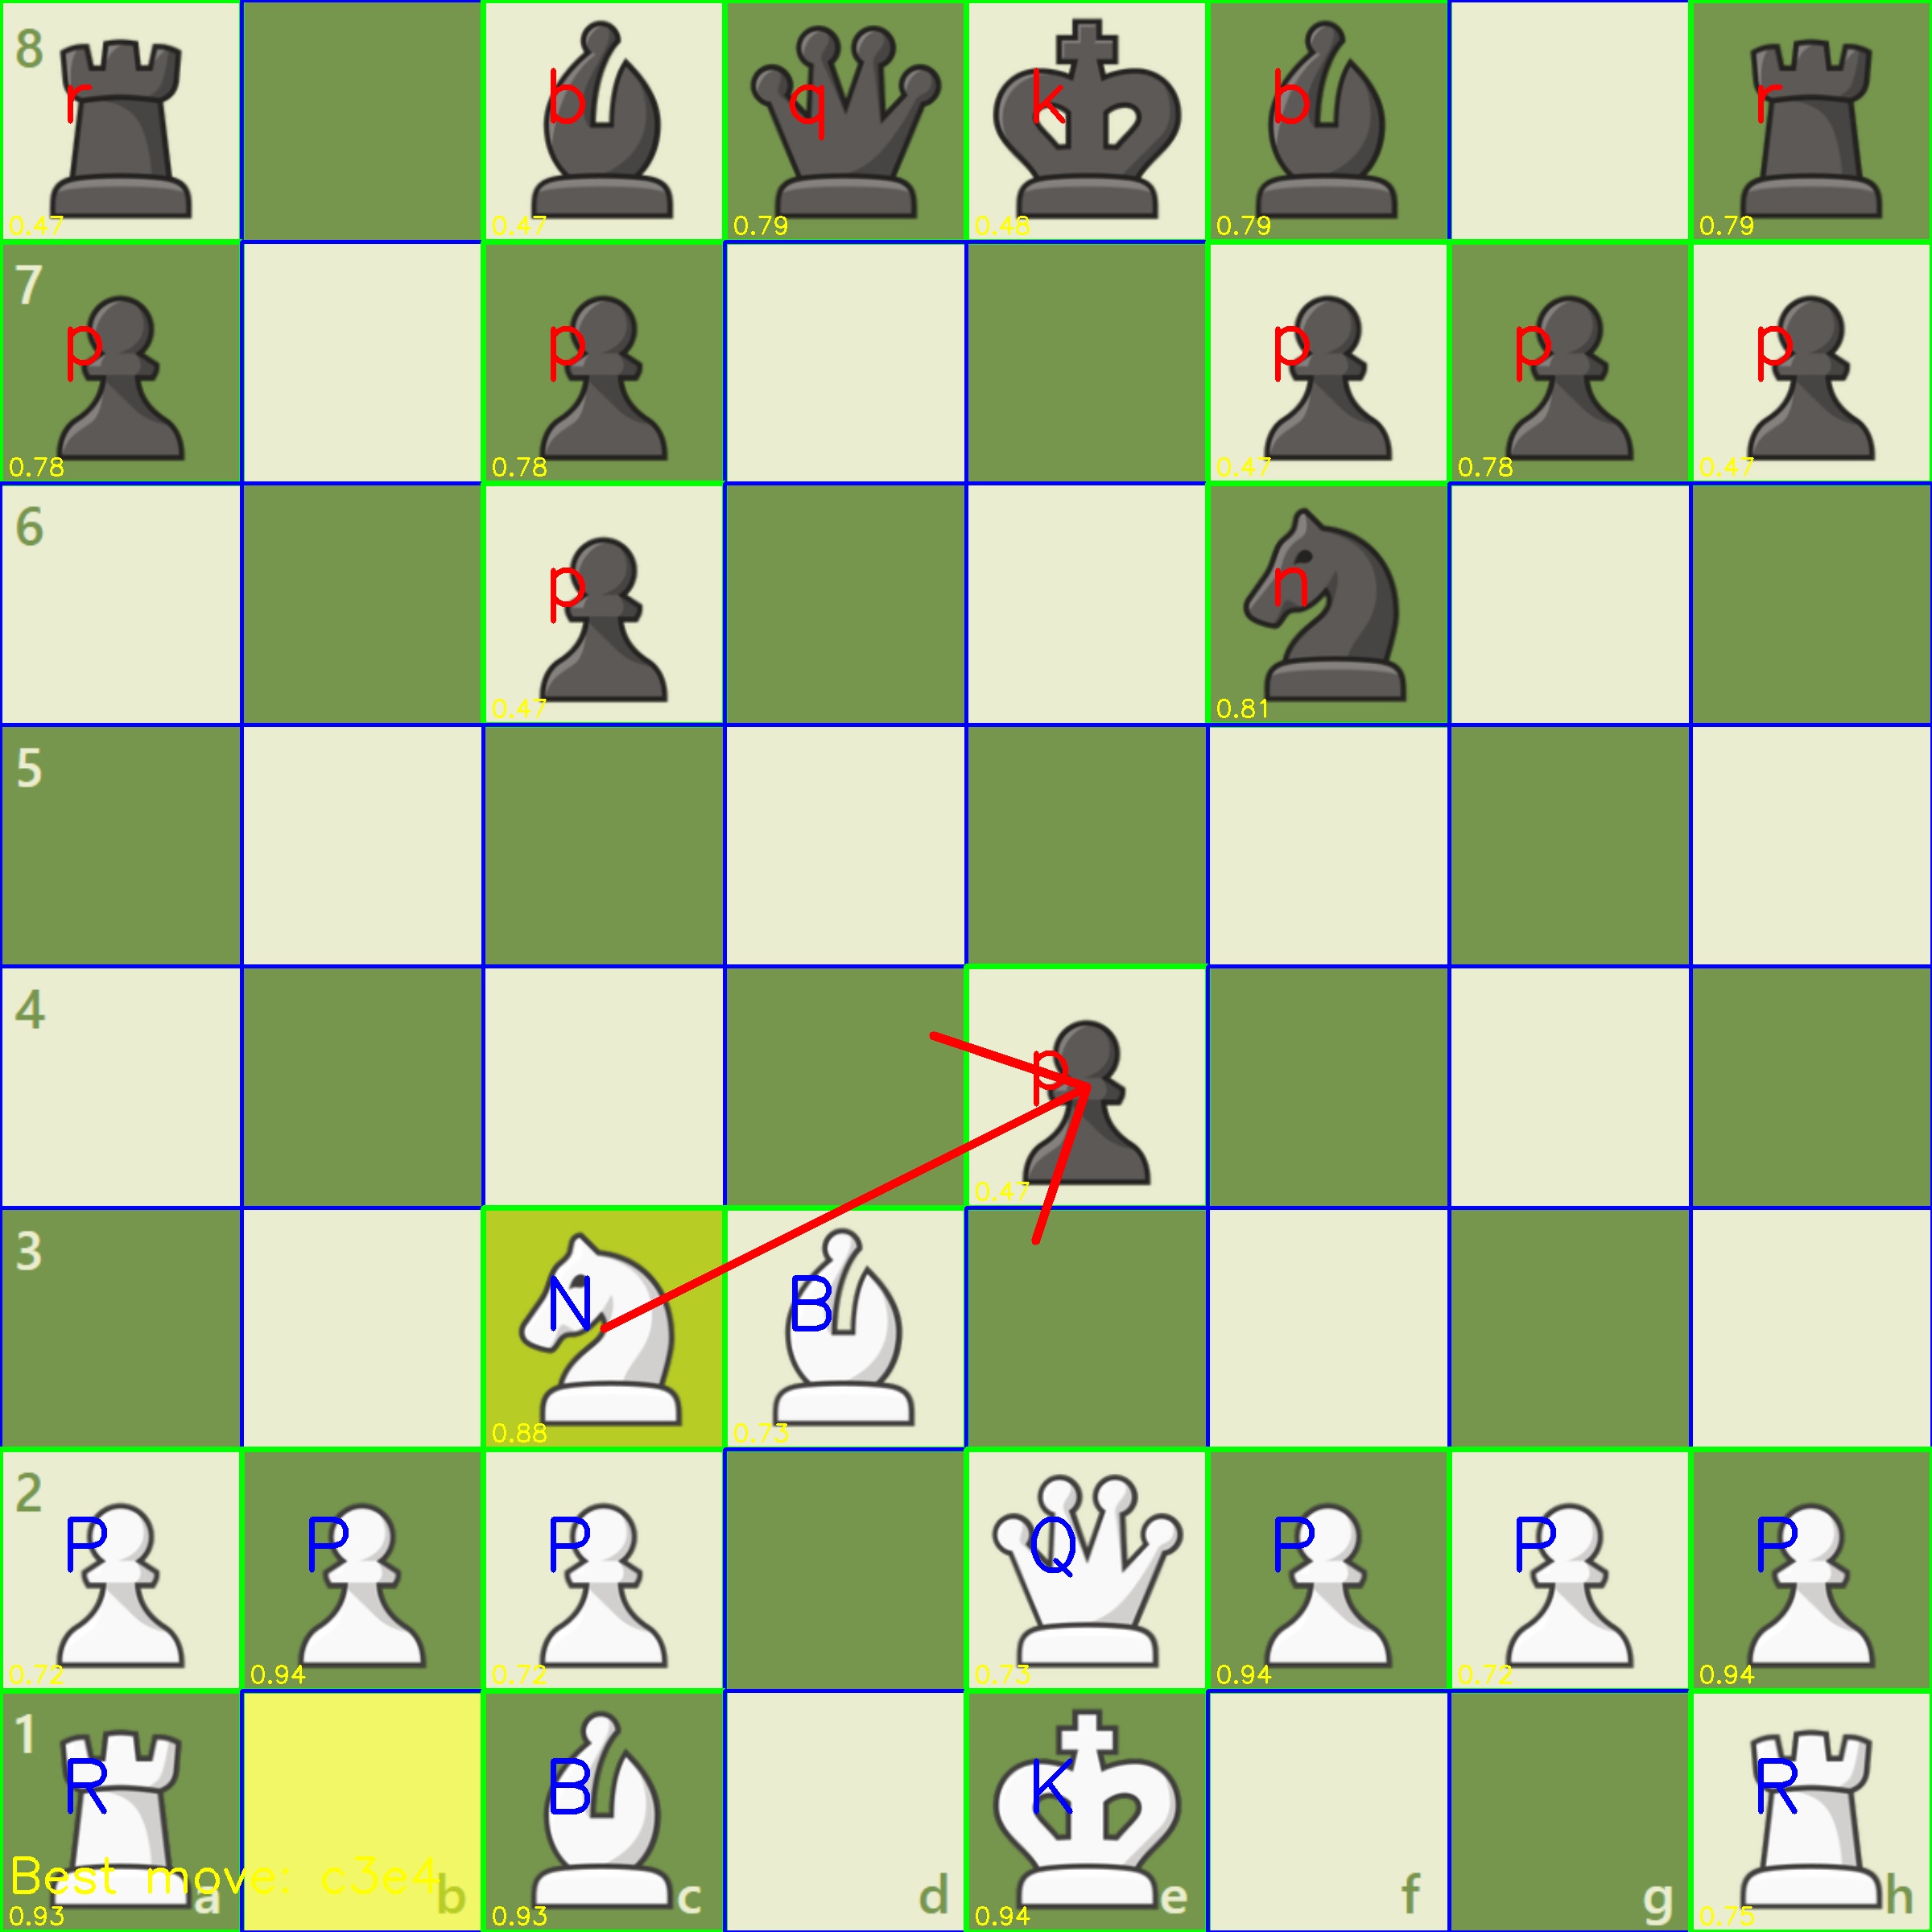 8 r b q k b r
0.47 0.47 0.79 0.48 0.79 0.79
7 p p p p p
0.78 0.78 0.47 0.78 0.47
6 p n
0.47 0.81
5
4 p
0.47
3 N B
0.88 0.73
2 P P P Q P P P
0.72 0.94 0.72 0.73 0.94 0.72 0.94
1 R B K R
Best move: c3e4
a b c d e f g h
0.93 0.93 0.94 0.75